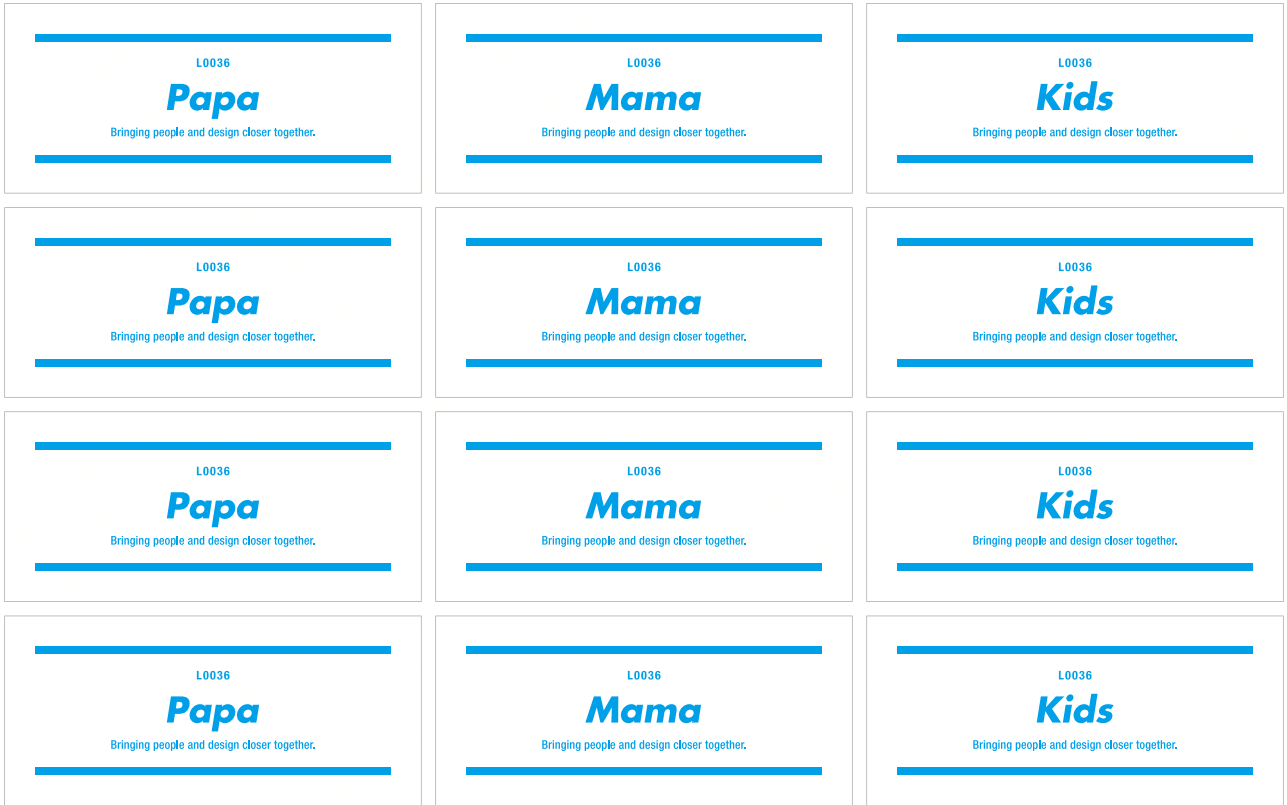 L0036
Papa
Bringing people and design closer together.
L0036
Mama
Bringing people and design closer together.
L0036
Kids
Bringing people and design closer together.
L0036
Papa
Bringing people and design closer together.
L0036
Mama
Bringing people and design closer together.
L0036
Kids
Bringing people and design closer together.
L0036
Papa
Bringing people and design closer together.
L0036
Mama
Bringing people and design closer together.
L0036
Kids
Bringing people and design closer together.
L0036
Papa
Bringing people and design closer together.
L0036
Mama
Bringing people and design closer together.
L0036
Kids
Bringing people and design closer together.